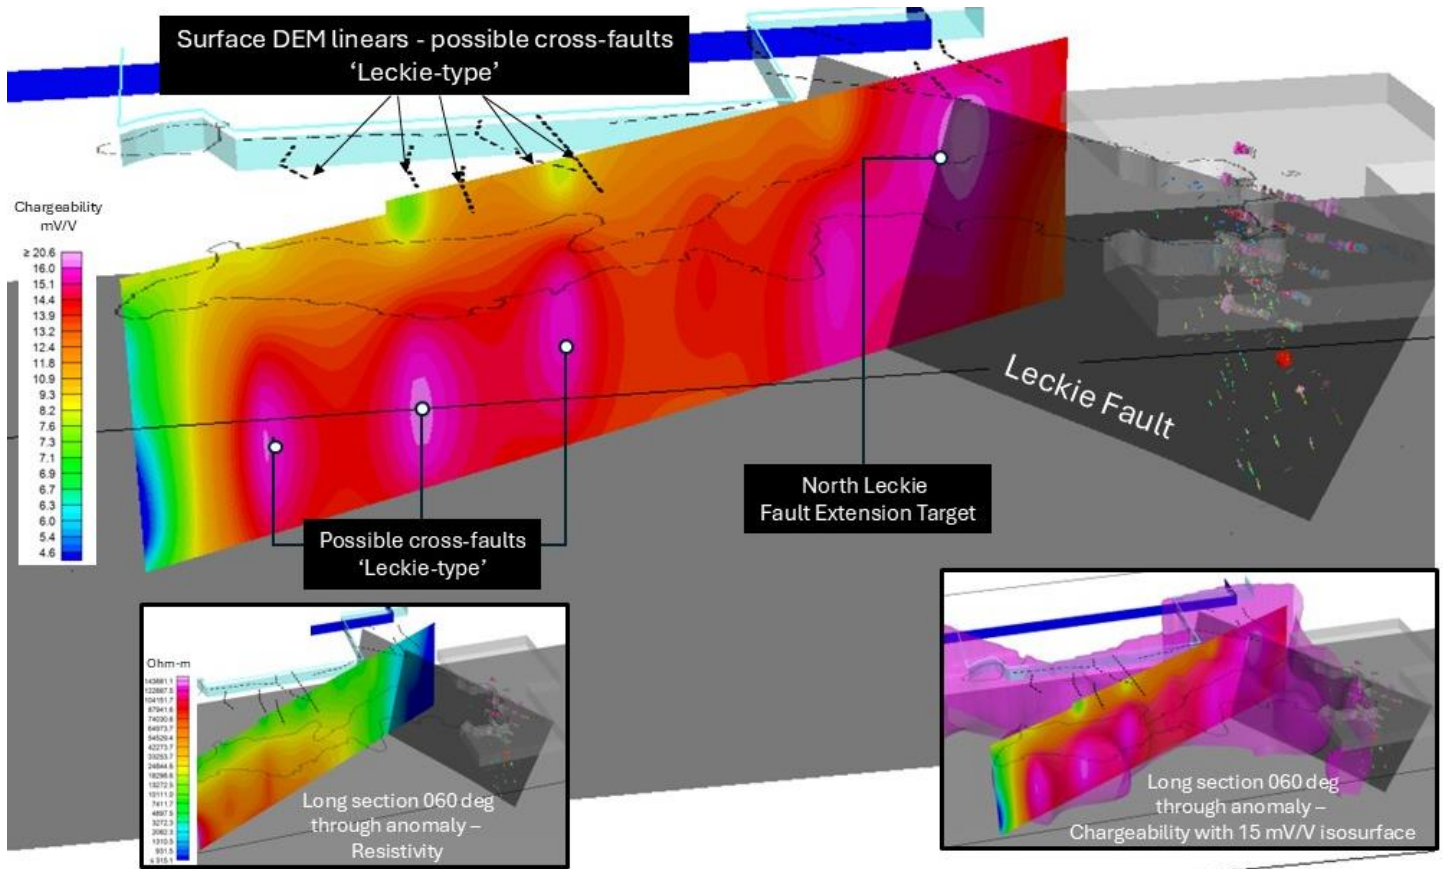 Surface DEM linears - possible cross-faults
‘Leckie-type’
Chargeability
mV/V
≥ 20.6
16.0
15.1
14.4
13.9
13.2
12.4
11.8
10.9
9.3
8.2
7.6
7.3
7.1
6.9
6.7
6.3
6.0
5.4
4.6
Leckie Fault
North Leckie
Fault Extension Target
Possible cross-faults
‘Leckie-type’
Ohm-m
Long section 060 deg
through anomaly –
Resistivity
Long section 060 deg
through anomaly –
Chargeability with 15 mV/V isosurface